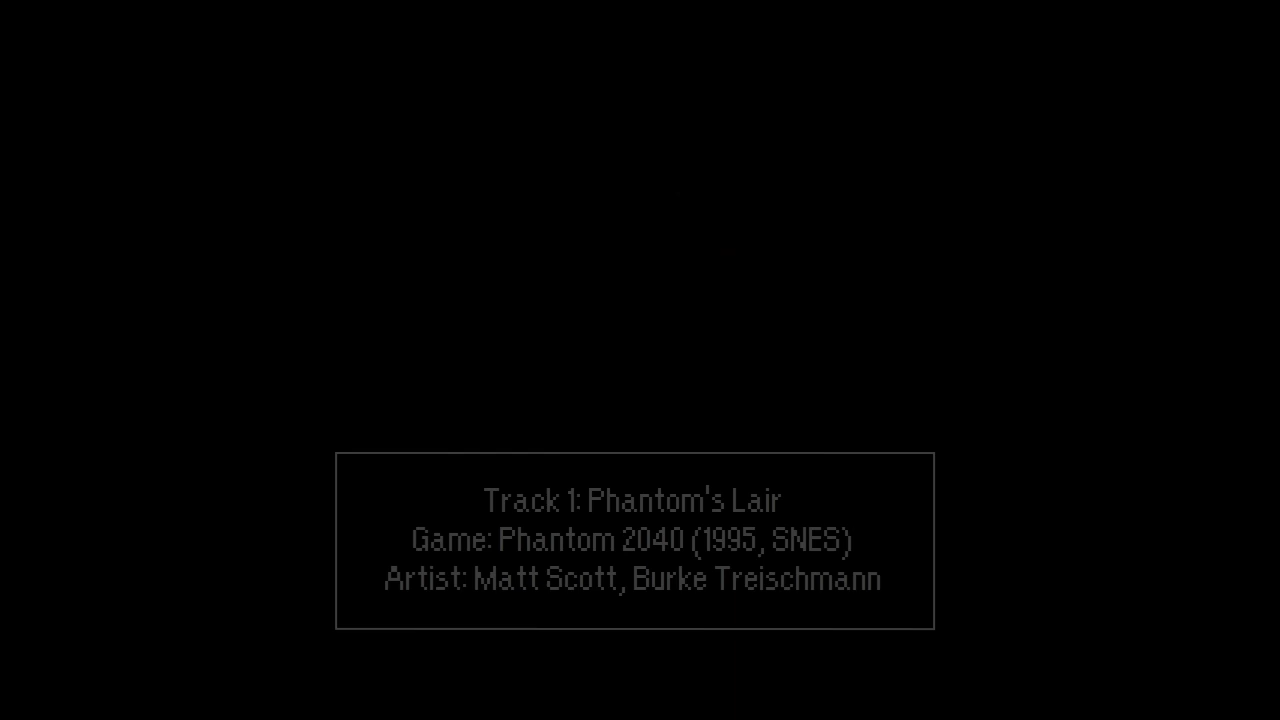 Track 1: Phantom's Lair
Game: Phantom 2040 (1995, SNES)
Artist: Matt Scott, Burke Treischmann